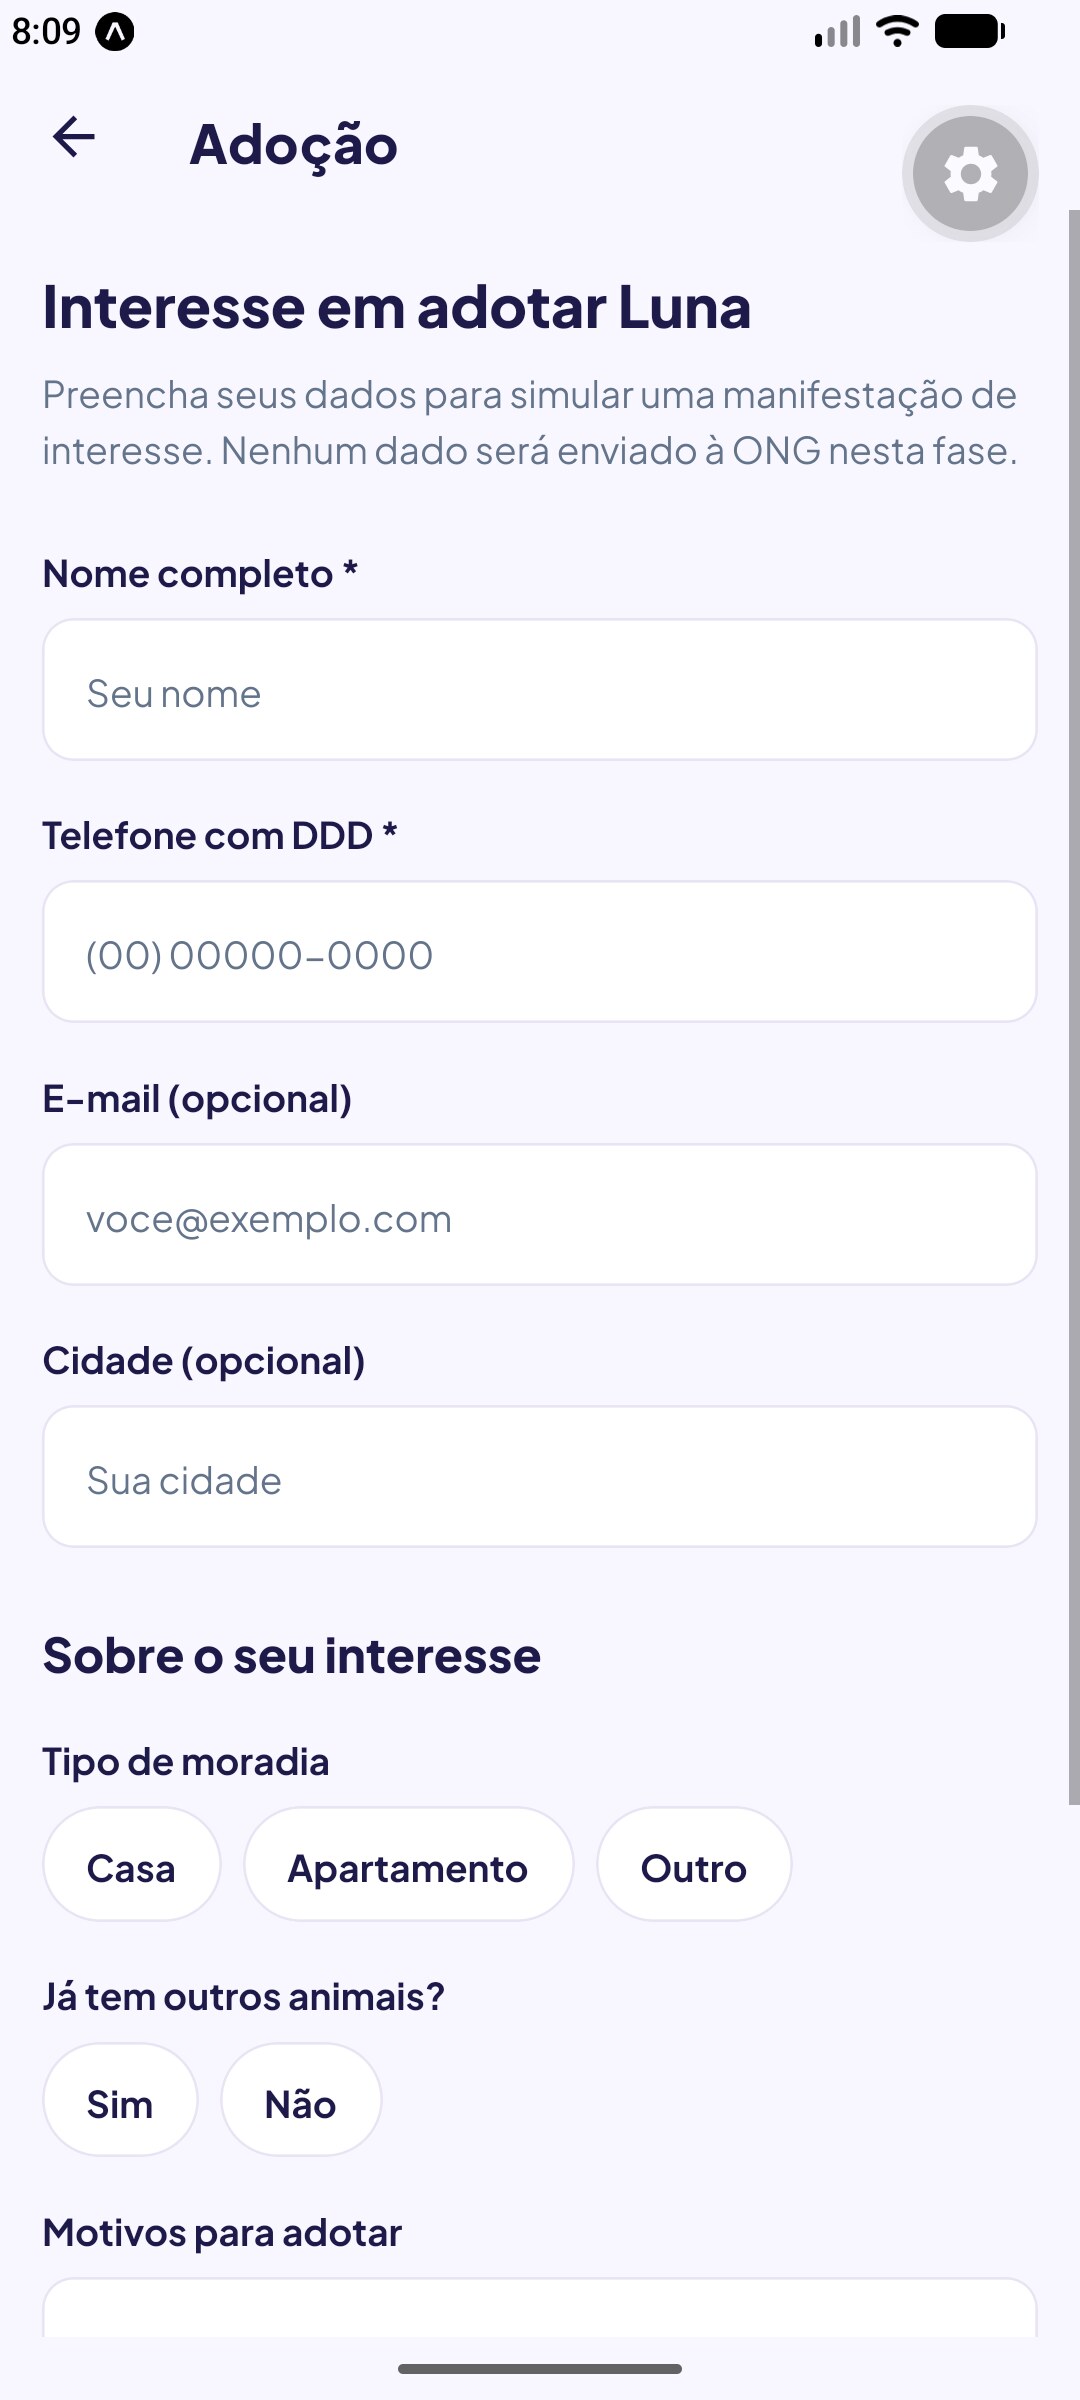 8:09
Adoção
Interesse em adotar Luna
Preencha seus dados para simular uma manifestação de
interesse. Nenhum dado será enviado à ONG nesta fase.
Nome completo *
Seu nome
Telefone com DDD *
(00) 00000-0000
E-mail (opcional)
voce@exemplo.com
Cidade (opcional)
Sua cidade
Sobre o seu interesse
Tipo de moradia
Casa Apartamento Outro
Já tem outros animais?
Sim Não
Motivos para adotar